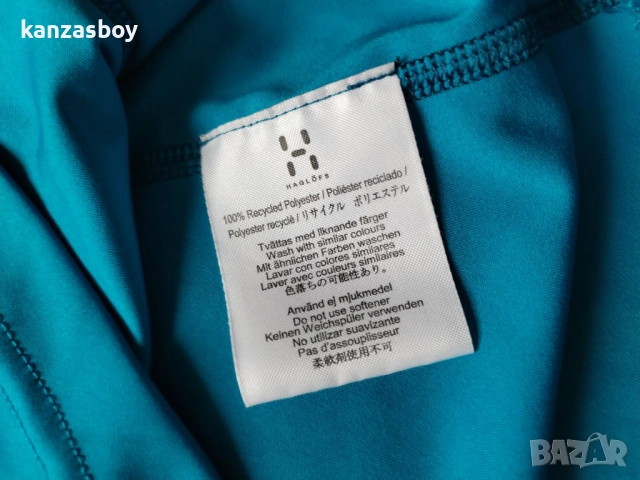 kanzasboy
HAGLÖFS
100% Recycled Polyester / Poliéster reciclado /
Polyester recyclé / リサイクル ポリエステル
Tvättas med liknande färger
Wash with similar colours
Mit ähnlichen Farben waschen
Lavar con colores similares
Laver avec couleurs similaires
色落ちの可能性あり。
Använd ej mjukmedel
Do not use softener
Keinen Weichspüler verwenden
No utilizar suavizante
Pas d'assouplisseur
柔軟剤使用不可
BAZAR